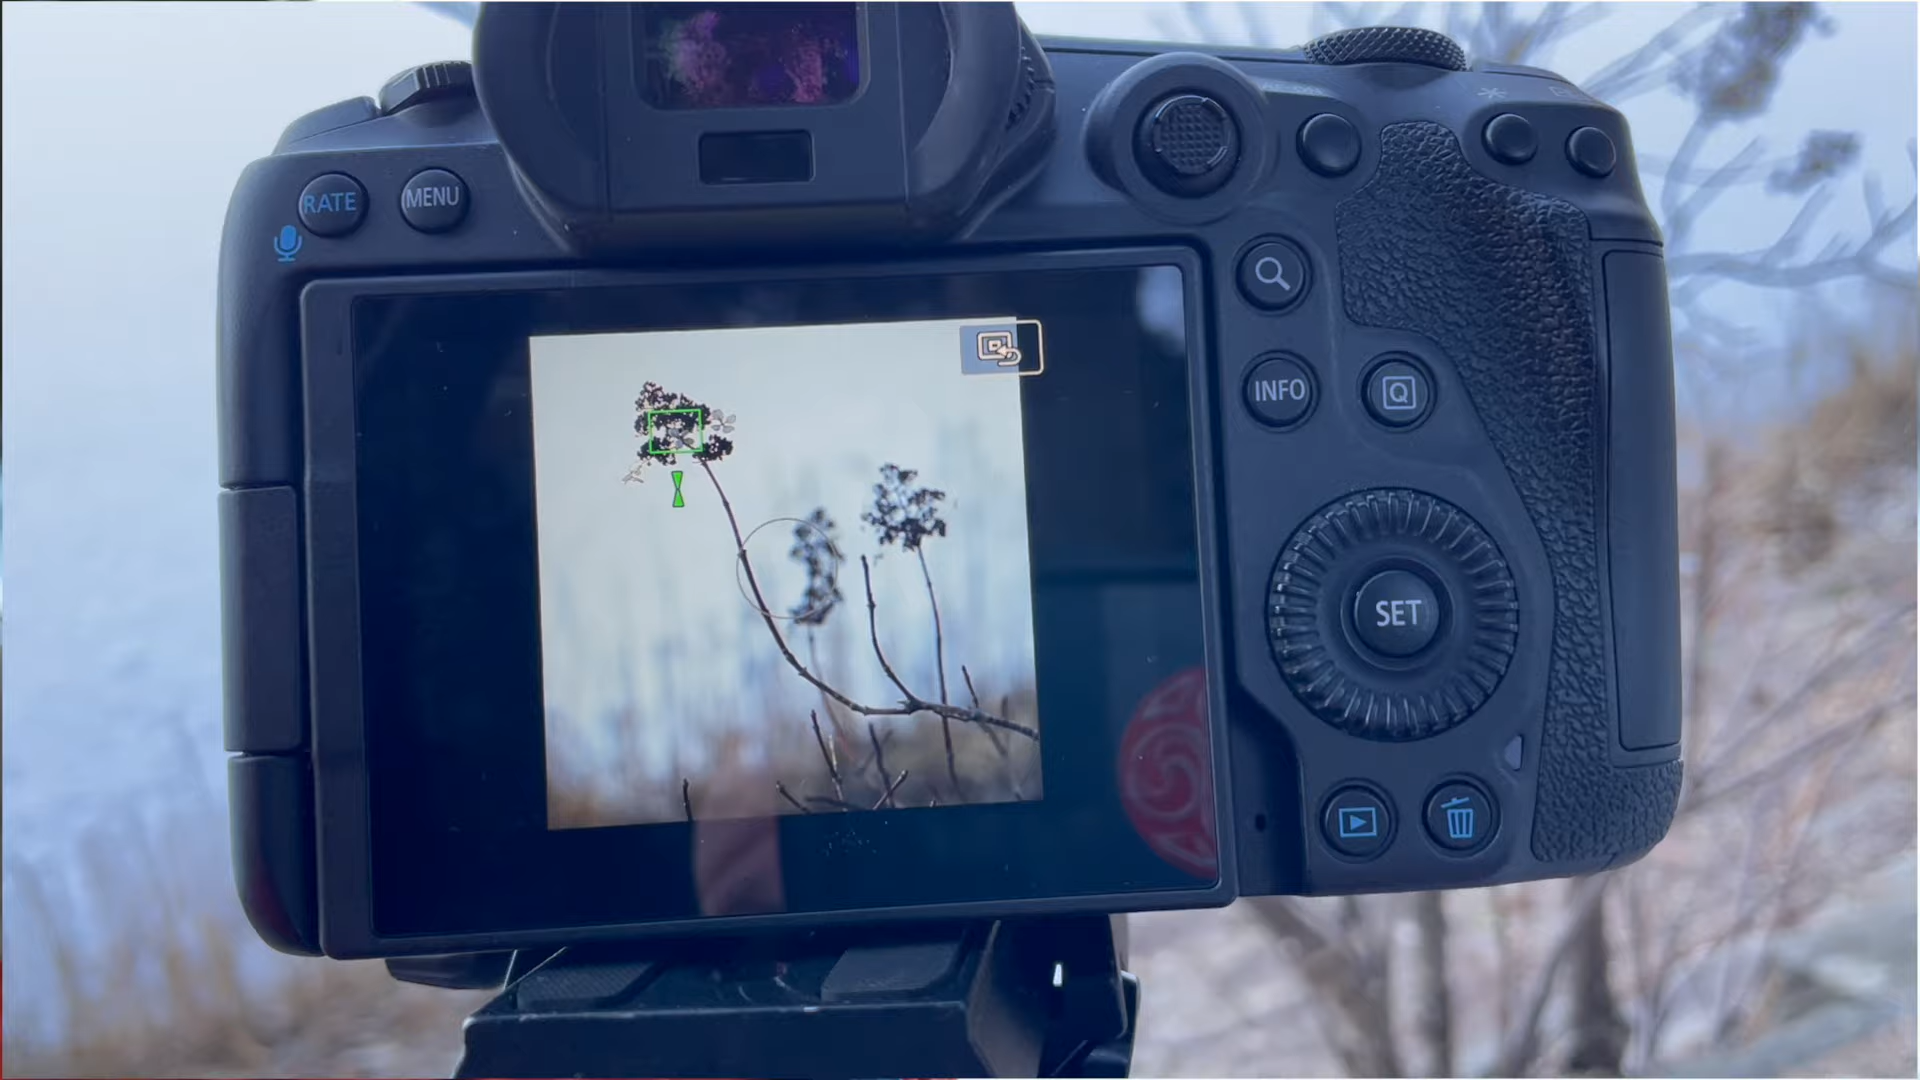 RATE
MENU
INFO
Q
SET